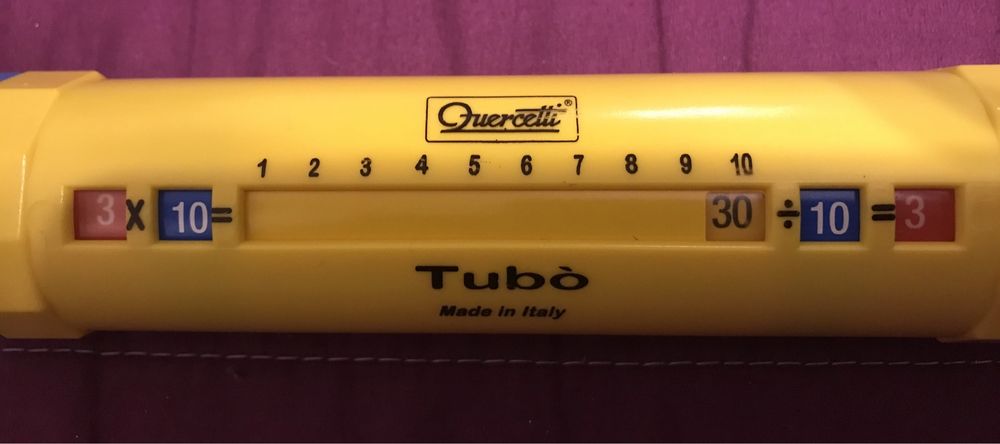 Quercetti®
1 2 3 4 5 6 7 8 9 10
3 x 10 = 30 ÷ 10 = 3
Tubò
Made in Italy